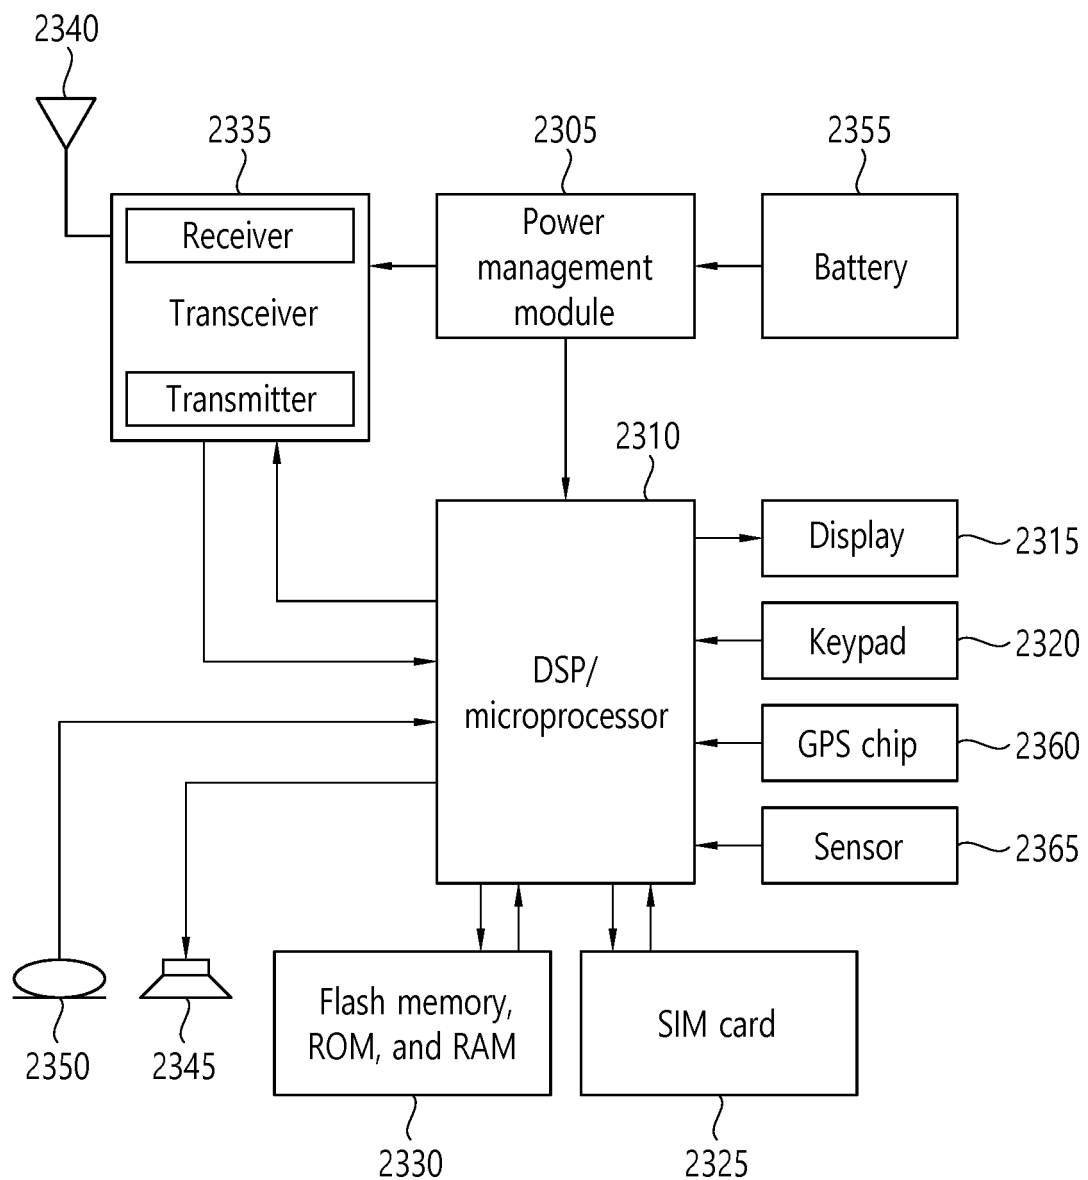 2340
2335
2305
2355
Receiver
Transceiver
Transmitter
Power
management
module
Battery
2310
DSP/
microprocessor
Display
2315
Keypad
2320
GPS chip
2360
Sensor
2365
2350
2345
Flash memory,
ROM, and RAM
SIM card
2330
2325